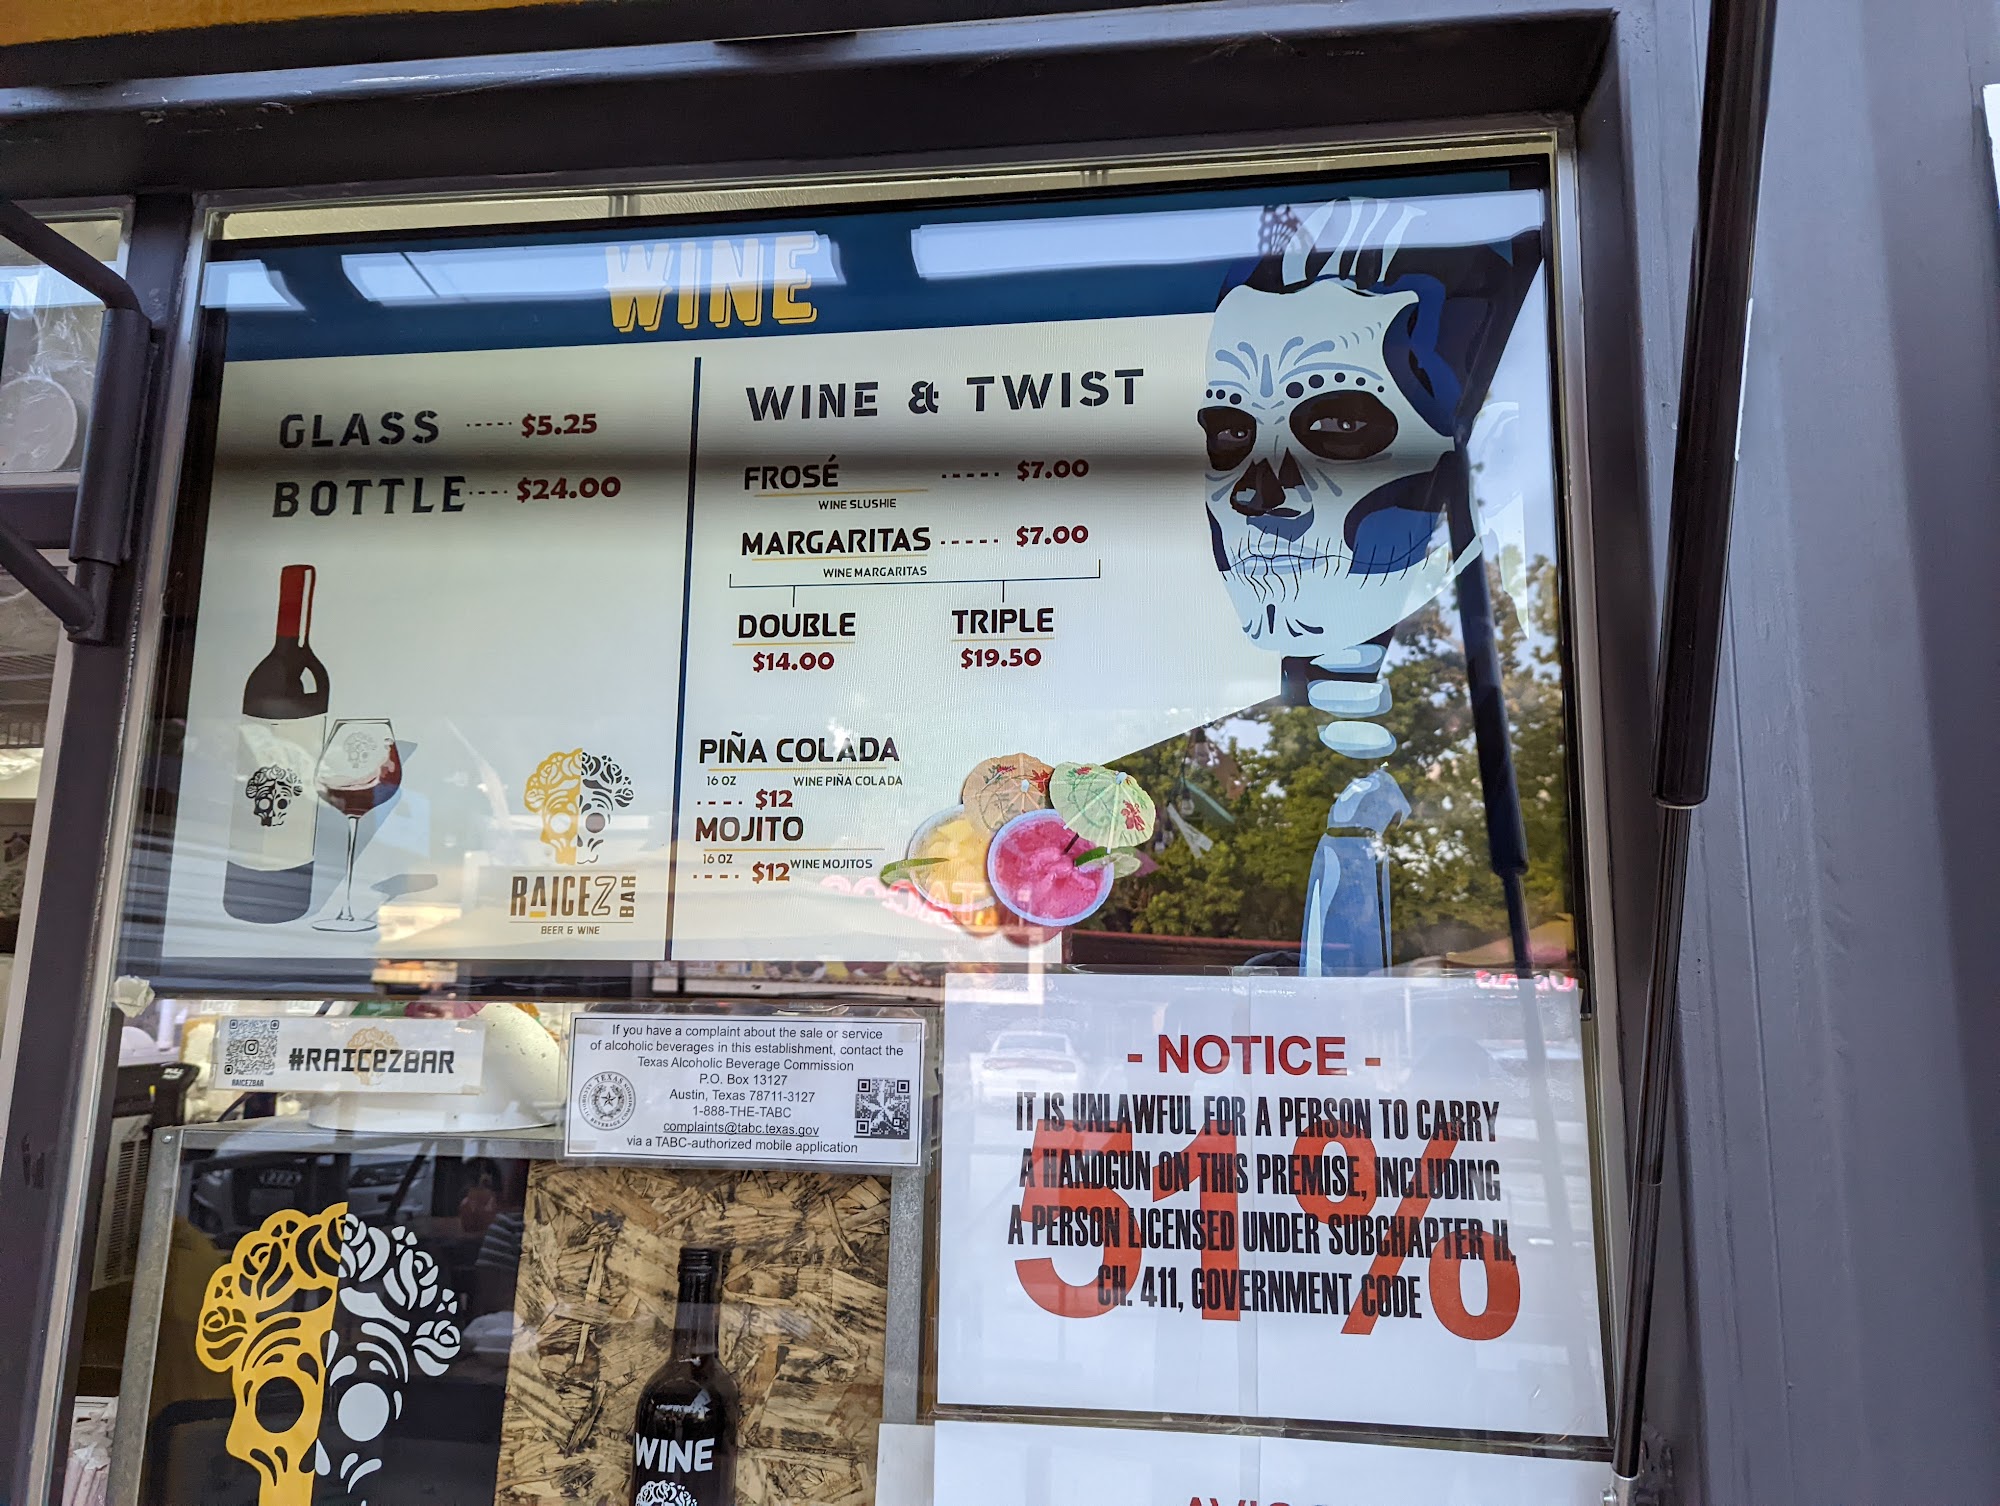 WINE
GLASS ----- $5.25
BOTTLE ---- $24.00
WINE & TWIST
FROSÉ ----- $7.00
WINE SLUSHIE
MARGARITAS ----- $7.00
WINE MARGARITAS
DOUBLE TRIPLE
$14.00 $19.50
PIÑA COLADA
16 OZ WINE PIÑA COLADA
---- $12
MOJITO
16 OZ WINE MOJITOS
---- $12
RAICEZ BAR
BEER & WINE
RAICEZBAR
#RAICEZBAR
If you have a complaint about the sale or service
of alcoholic beverages in this establishment, contact the
Texas Alcoholic Beverage Commission
P.O. Box 13127
Austin, Texas 78711-3127
1-888-THE-TABC
complaints@tabc.texas.gov
via a TABC-authorized mobile application
- NOTICE -
51%
IT IS UNLAWFUL FOR A PERSON TO CARRY
A HANDGUN ON THIS PREMISE, INCLUDING
A PERSON LICENSED UNDER SUBCHAPTER H,
CH. 411, GOVERNMENT CODE
WINE